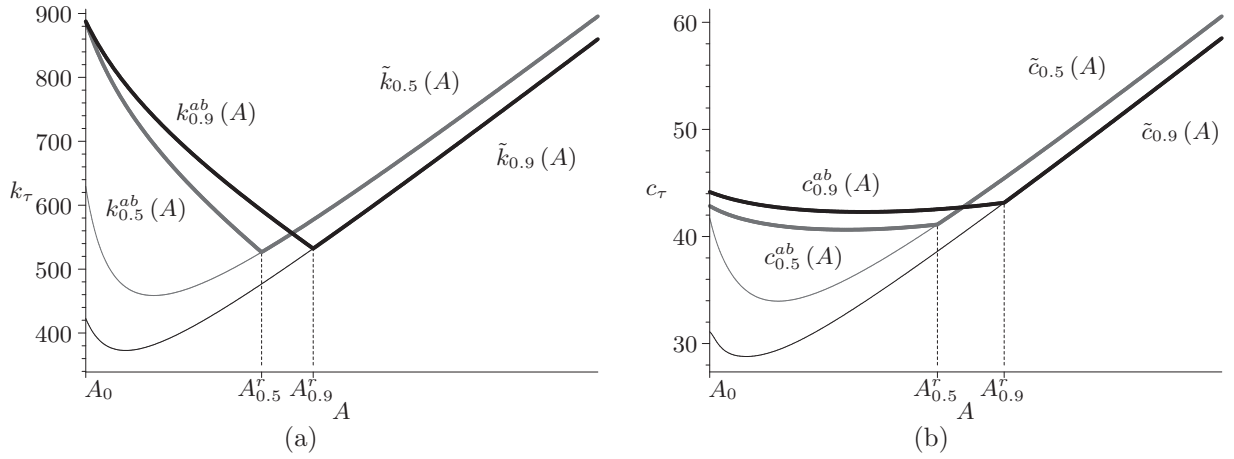 900
800
700
600
500
400
k_τ
k^{ab}_{0.9} (A)
k^{ab}_{0.5} (A)
k̃_{0.5} (A)
k̃_{0.9} (A)
A_0
A^r_{0.5}
A^r_{0.9}
A
(a)
60
50
40
30
c_τ
c^{ab}_{0.9} (A)
c^{ab}_{0.5} (A)
c̃_{0.5} (A)
c̃_{0.9} (A)
A_0
A^r_{0.5}
A^r_{0.9}
A
(b)